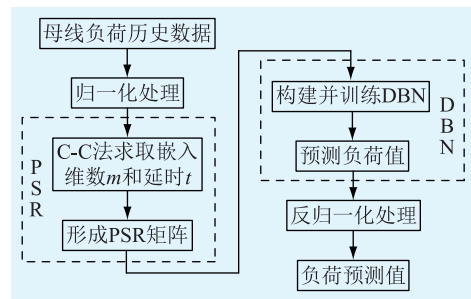 母线负荷历史数据
归一化处理
PSR
C-C法求取嵌入
维数m和延时t
形成PSR矩阵
构建并训练DBN
DBN
预测负荷值
反归一化处理
负荷预测值